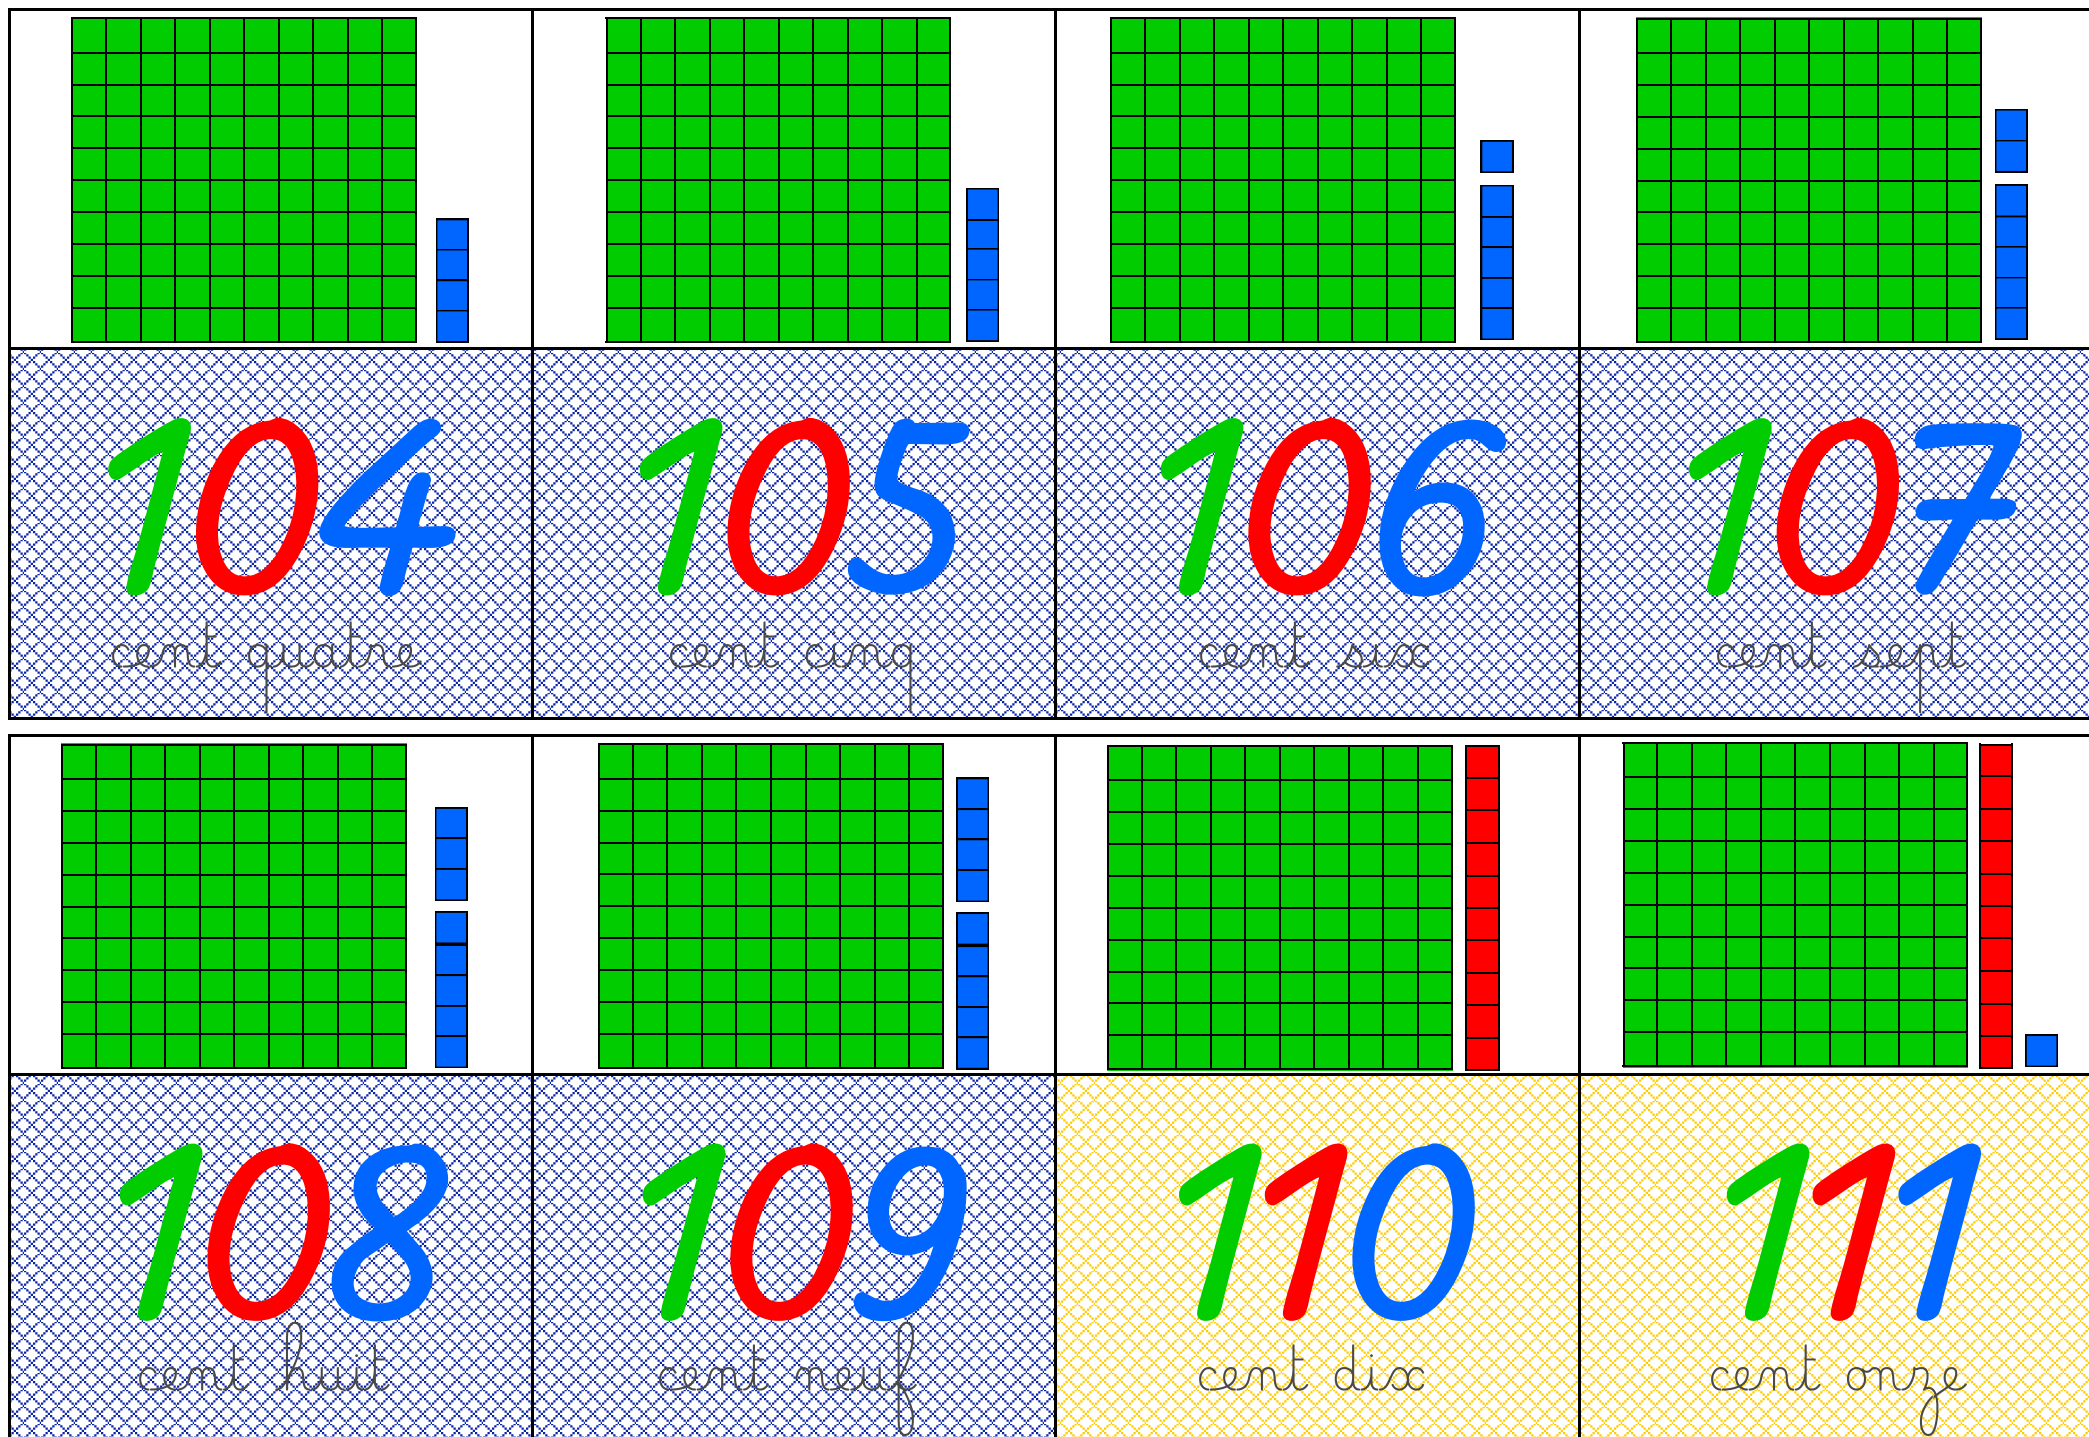 104 105 106 107
cent quatre cent cinq cent six cent sept
108 109 110 111
cent huit cent neuf cent dix cent onze